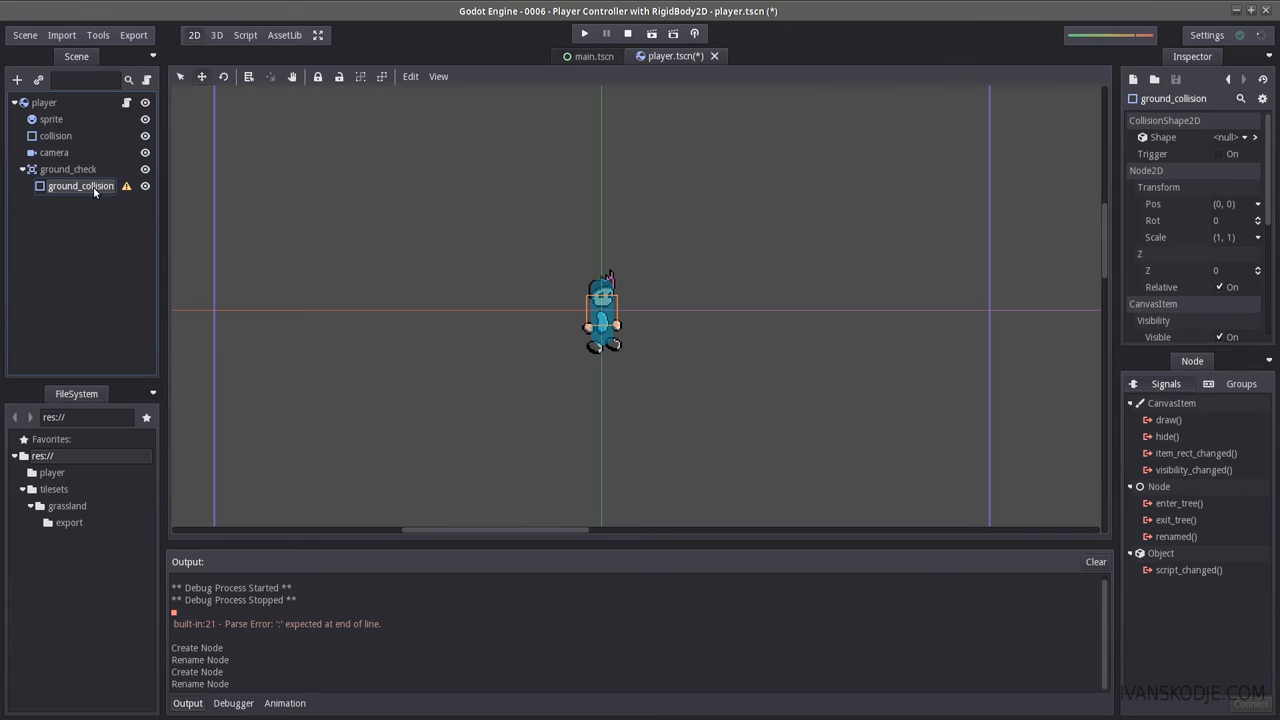 Godot Engine - 0006 - Player Controller with RigidBody2D - player.tscn (*)
Scene Import Tools Export 2D 3D Script AssetLib Settings
Scene main.tscn player.tscn(*) Inspector
Edit View
player
sprite
collision
camera
ground_check
ground_collision
ground_collision
CollisionShape2D
Shape <null>
Trigger On
Node2D
Transform
Pos (0, 0)
Rot 0
Scale (1, 1)
Z
Z 0
Relative On
CanvasItem
Visibility
Visible On
FileSystem
res://
Favorites:
res://
player
tilesets
grassland
export
Node
Signals Groups
CanvasItem
draw()
hide()
item_rect_changed()
visibility_changed()
Node
enter_tree()
exit_tree()
renamed()
Object
script_changed()
Output: Clear
** Debug Process Started **
** Debug Process Stopped **
built-in:21 - Parse Error: ':' expected at end of line.
Create Node
Rename Node
Create Node
Rename Node
Output Debugger Animation
IVANSKODJE.COM
Connect